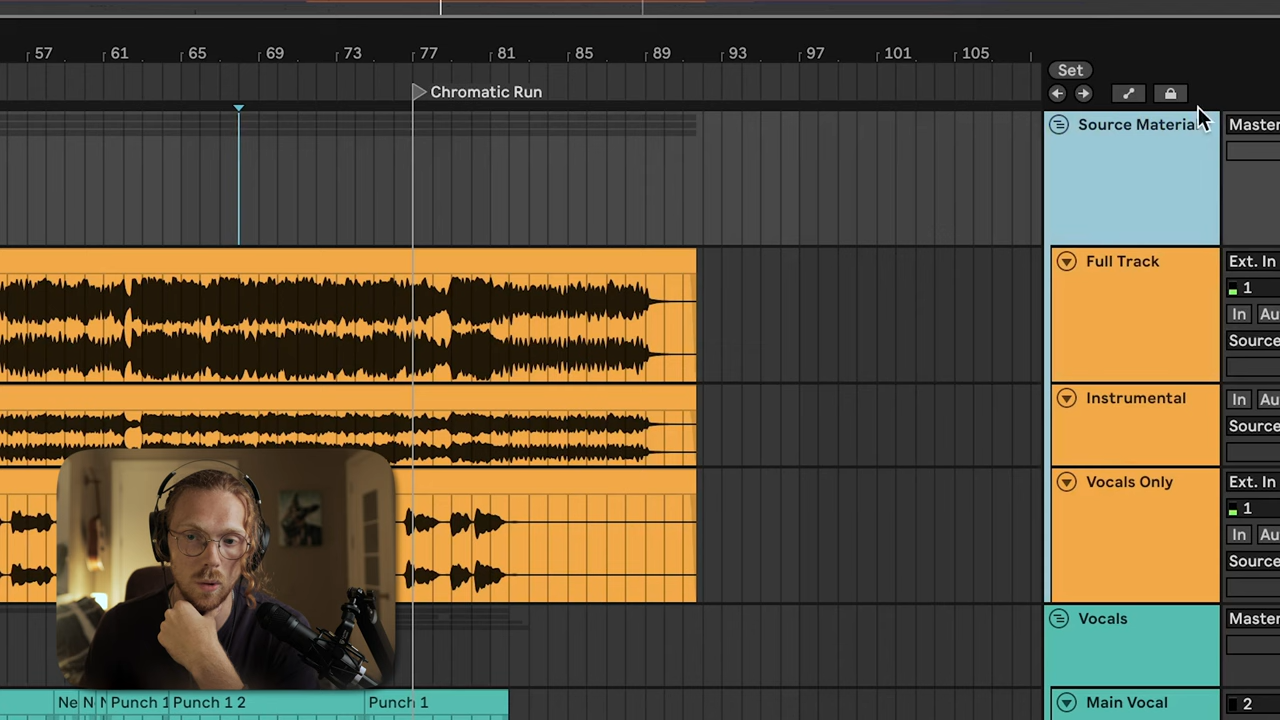 57 61 65 69 73 77 81 85 89 93 97 101 105
Set
Chromatic Run
Source Materia
Master
Full Track
Ext. In
1
In Au
Source
Instrumental
In Au
Source
Vocals Only
Ext. In
1
In Au
Source
Vocals
Master
Ne N Punch 1 Punch 1 2 Punch 1
Main Vocal
2